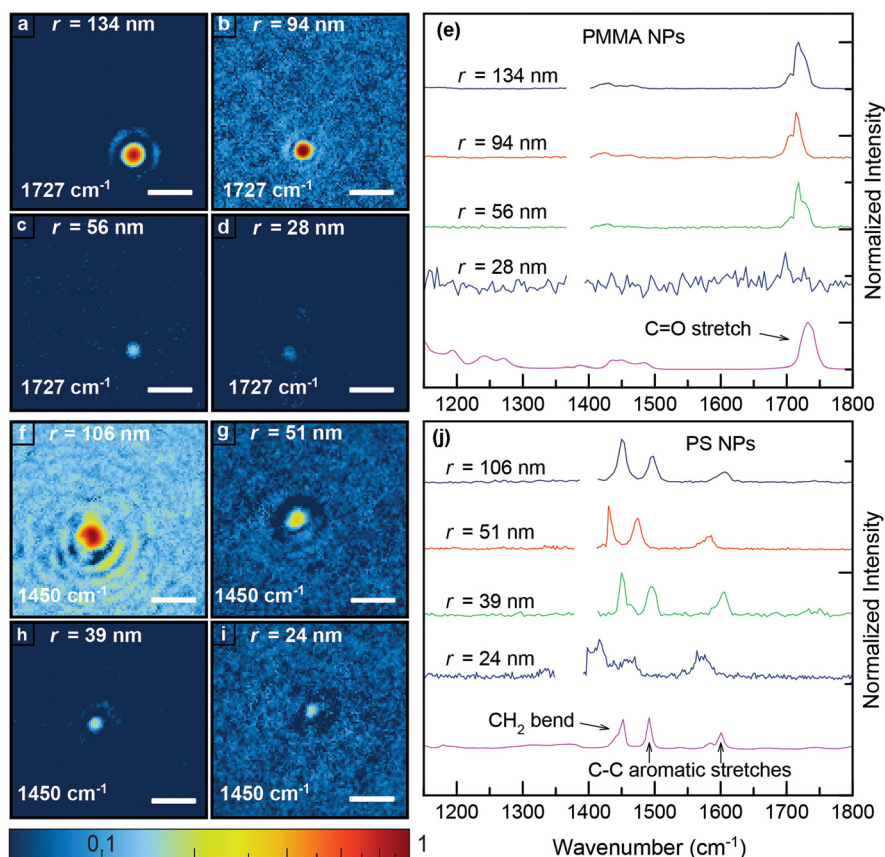 a r = 134 nm
1727 cm⁻¹
b r = 94 nm
1727 cm⁻¹
c r = 56 nm
1727 cm⁻¹
d r = 28 nm
1727 cm⁻¹
(e)
PMMA NPs
r = 134 nm
r = 94 nm
r = 56 nm
r = 28 nm
C=O stretch
Normalized Intensity
1200 1300 1400 1500 1600 1700 1800
f r = 106 nm
1450 cm⁻¹
g r = 51 nm
1450 cm⁻¹
h r = 39 nm
1450 cm⁻¹
i r = 24 nm
1450 cm⁻¹
(j)
PS NPs
r = 106 nm
r = 51 nm
r = 39 nm
r = 24 nm
CH₂ bend
C-C aromatic stretches
Normalized Intensity
1200 1300 1400 1500 1600 1700 1800
Wavenumber (cm⁻¹)
0.1 1